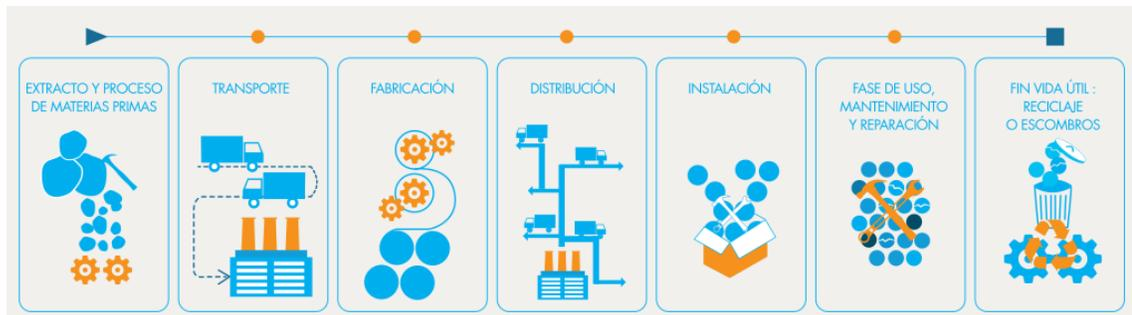 EXTRACTO Y PROCESO
DE MATERIAS PRIMAS
TRANSPORTE
FABRICACIÓN
DISTRIBUCIÓN
INSTALACIÓN
FASE DE USO,
MANTENIMIENTO
Y REPARACIÓN
FIN VIDA ÚTIL :
RECICLAJE
O ESCOMBROS